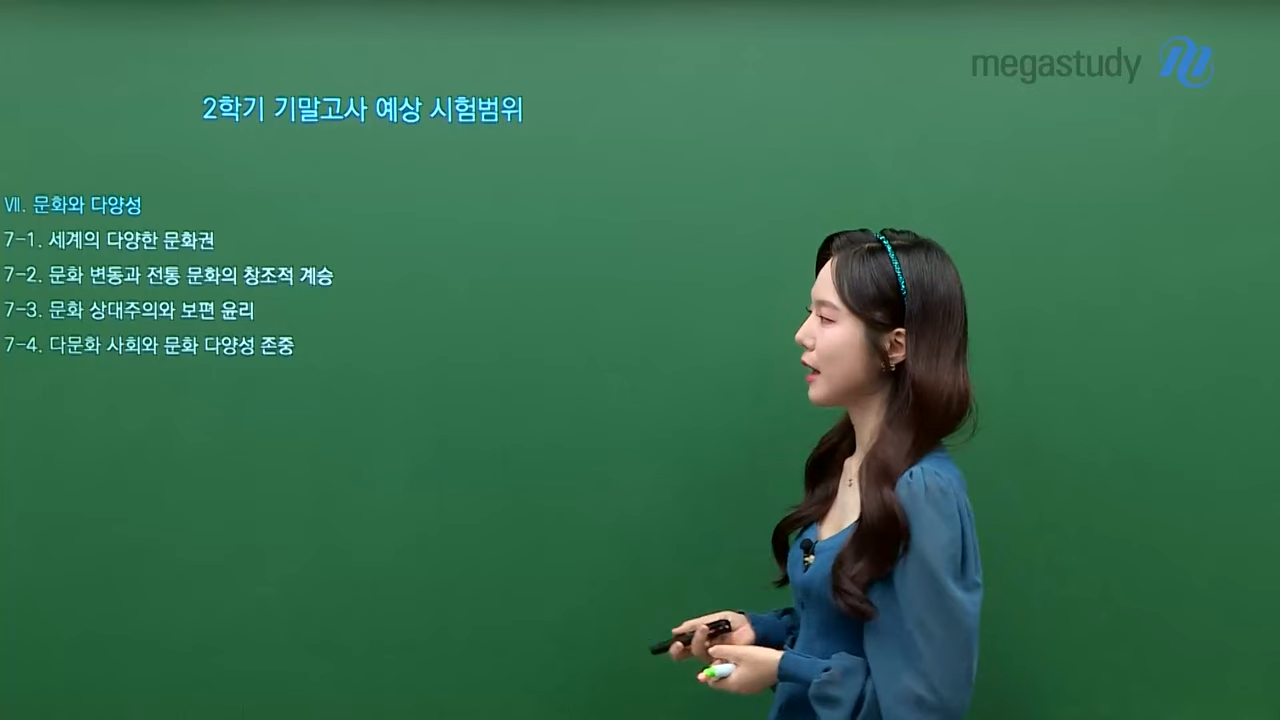 megastudy
2학기 기말고사 예상 시험범위
Ⅶ. 문화와 다양성
7-1. 세계의 다양한 문화권
7-2. 문화 변동과 전통 문화의 창조적 계승
7-3. 문화 상대주의와 보편 윤리
7-4. 다문화 사회와 문화 다양성 존중